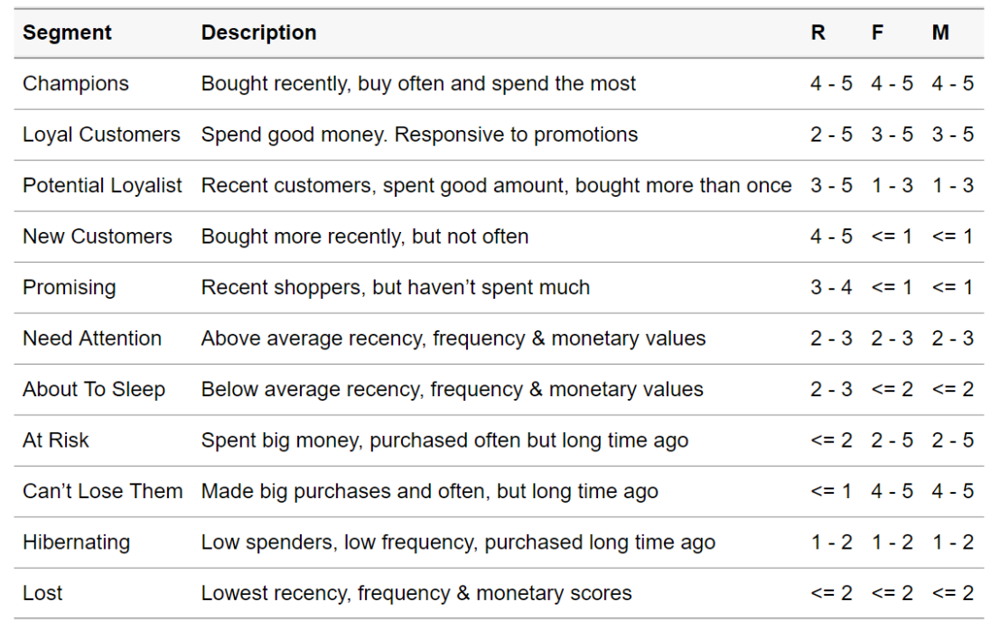 Segment Description R F M
Champions Bought recently, buy often and spend the most 4 - 5 4 - 5 4 - 5
Loyal Customers Spend good money. Responsive to promotions 2 - 5 3 - 5 3 - 5
Potential Loyalist Recent customers, spent good amount, bought more than once 3 - 5 1 - 3 1 - 3
New Customers Bought more recently, but not often 4 - 5 <= 1 <= 1
Promising Recent shoppers, but haven’t spent much 3 - 4 <= 1 <= 1
Need Attention Above average recency, frequency & monetary values 2 - 3 2 - 3 2 - 3
About To Sleep Below average recency, frequency & monetary values 2 - 3 <= 2 <= 2
At Risk Spent big money, purchased often but long time ago <= 2 2 - 5 2 - 5
Can’t Lose Them Made big purchases and often, but long time ago <= 1 4 - 5 4 - 5
Hibernating Low spenders, low frequency, purchased long time ago 1 - 2 1 - 2 1 - 2
Lost Lowest recency, frequency & monetary scores <= 2 <= 2 <= 2